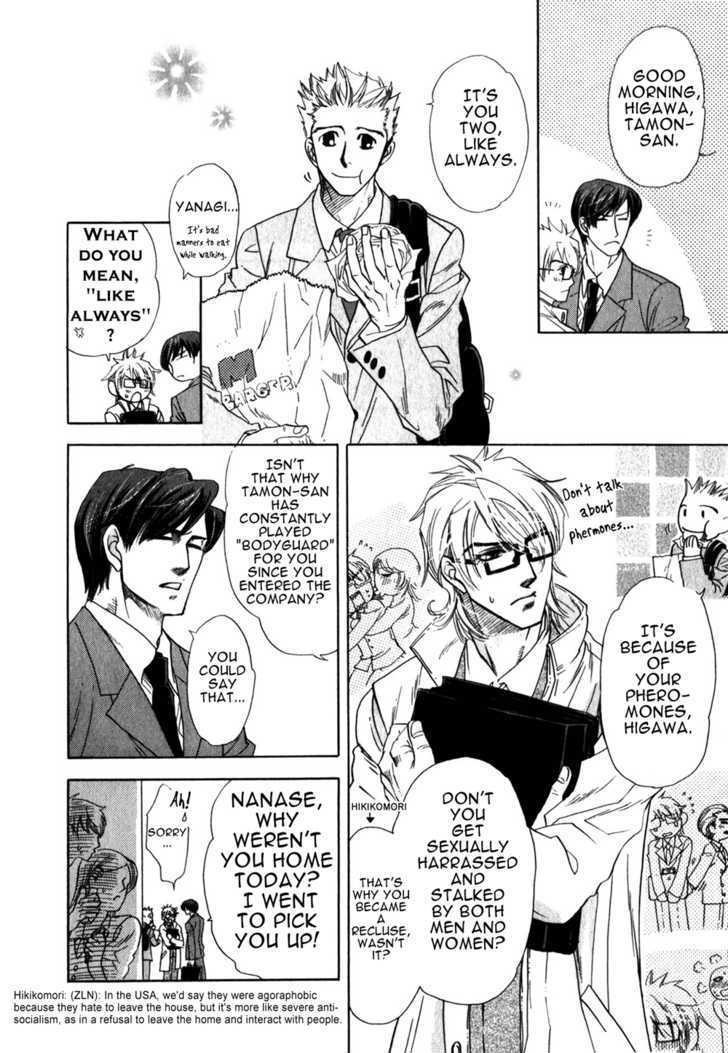 GOOD
MORNING,
HIGAWA,
TAMON-
SAN.
IT'S
YOU
TWO,
LIKE
ALWAYS.
YANAGI...
It's bad
manners to eat
while walking.
WHAT
DO YOU
MEAN,
"LIKE
ALWAYS"
?
M
BARGER
Don't talk
about
phermones...
IT'S
BECAUSE
OF
YOUR
PHERO-
MONES,
HIGAWA.
DON'T
YOU
GET
SEXUALLY
HARRASSED
AND
STALKED
BY BOTH
MEN AND
WOMEN?
HIKIKOMORI
THAT'S
WHY YOU
BECAME
A
RECLUSE,
WASN'T
IT?
ISN'T
THAT WHY
TAMON-SAN
HAS
CONSTANTLY
PLAYED
"BODYGUARD"
FOR YOU
SINCE YOU
ENTERED THE
COMPANY?
YOU
COULD
SAY
THAT...
NANASE,
WHY
WEREN'T
YOU HOME
TODAY?
I WENT
TO PICK
YOU UP!
Ah!
SORRY
...
Hikikomori: (ZLN): In the USA, we'd say they were agoraphobic
because they hate to leave the house, but it's more like severe anti-
socialism, as in a refusal to leave the home and interact with people.